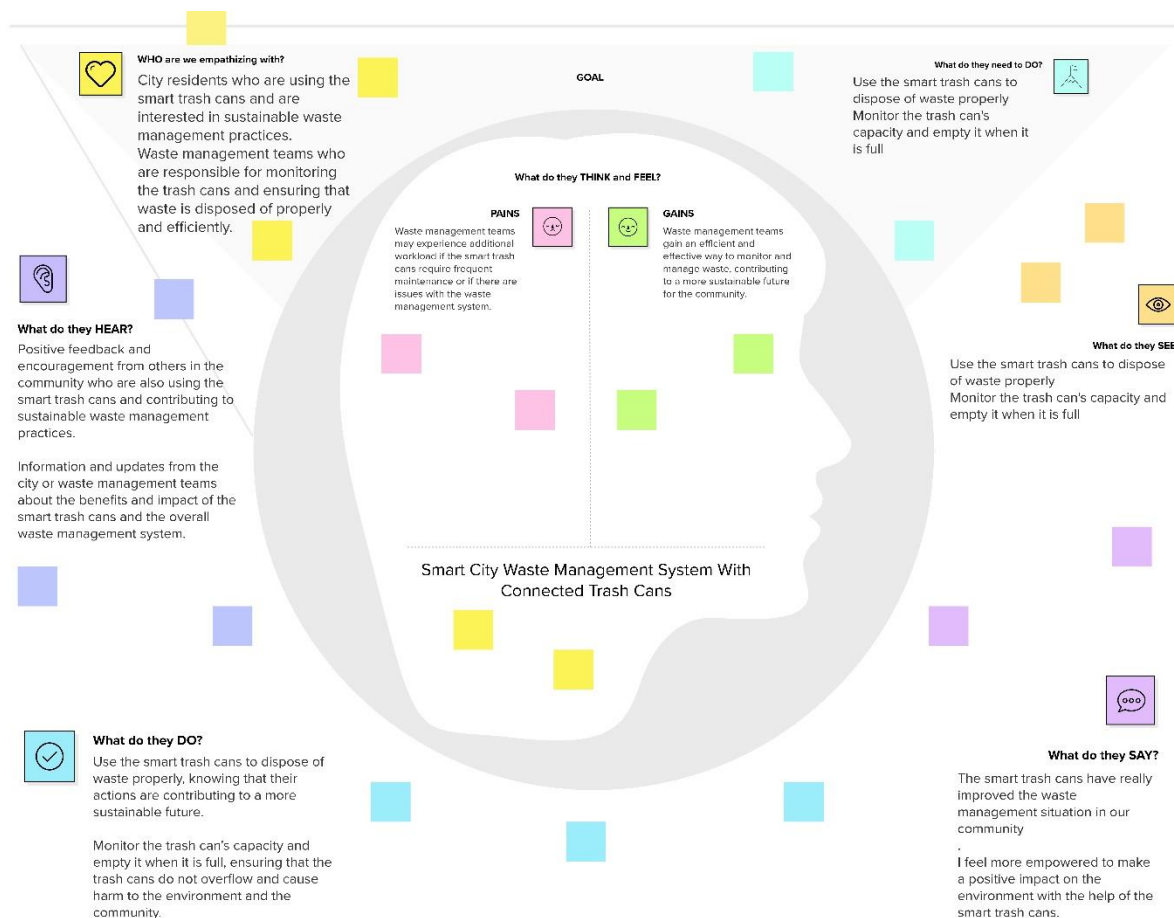 WHO are we empathizing with?
City residents who are using the
smart trash cans and are
interested in sustainable waste
management practices.
Waste management teams who
are responsible for monitoring
the trash cans and ensuring that
waste is disposed of properly
and efficiently.
GOAL
What do they need to DO?
Use the smart trash cans to
dispose of waste properly
Monitor the trash can's
capacity and empty it when it
is full
What do they THINK and FEEL?
PAINS
Waste management teams
may experience additional
workload if the smart trash
cans require frequent
maintenance or if there are
issues with the waste
management system.
GAINS
Waste management teams
gain an efficient and
effective way to monitor and
manage waste, contributing
to a more sustainable future
for the community.
What do they HEAR?
Positive feedback and
encouragement from others in the
community who are also using the
smart trash cans and contributing to
sustainable waste management
practices.
Information and updates from the
city or waste management teams
about the benefits and impact of the
smart trash cans and the overall
waste management system.
What do they SEE
Use the smart trash cans to dispose
of waste properly
Monitor the trash can's capacity and
empty it when it is full
Smart City Waste Management System With
Connected Trash Cans
What do they DO?
Use the smart trash cans to dispose of
waste properly, knowing that their
actions are contributing to a more
sustainable future.
Monitor the trash can's capacity and
empty it when it is full, ensuring that the
trash cans do not overflow and cause
harm to the environment and the
community.
What do they SAY?
The smart trash cans have really
improved the waste
management situation in our
community
.
I feel more empowered to make
a positive impact on the
environment with the help of the
smart trash cans.